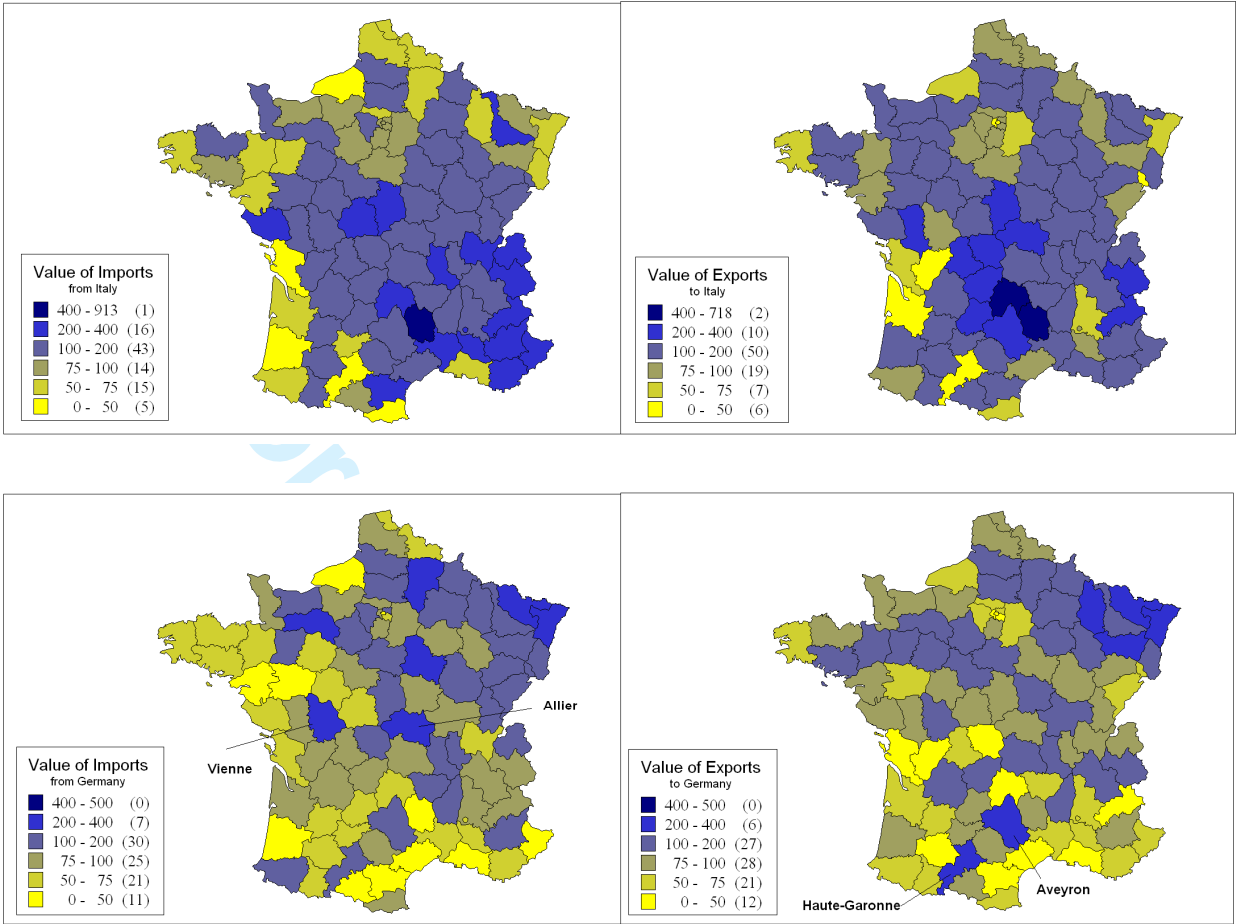 Value of Imports
from Italy
400 - 913 (1)
200 - 400 (16)
100 - 200 (43)
75 - 100 (14)
50 - 75 (15)
0 - 50 (5)
Value of Exports
to Italy
400 - 718 (2)
200 - 400 (10)
100 - 200 (50)
75 - 100 (19)
50 - 75 (7)
0 - 50 (6)
er
Allier
Vienne
Value of Imports
from Germany
400 - 500 (0)
200 - 400 (7)
100 - 200 (30)
75 - 100 (25)
50 - 75 (21)
0 - 50 (11)
Value of Exports
to Germany
400 - 500 (0)
200 - 400 (6)
100 - 200 (27)
75 - 100 (28)
50 - 75 (21)
0 - 50 (12)
Aveyron
Haute-Garonne